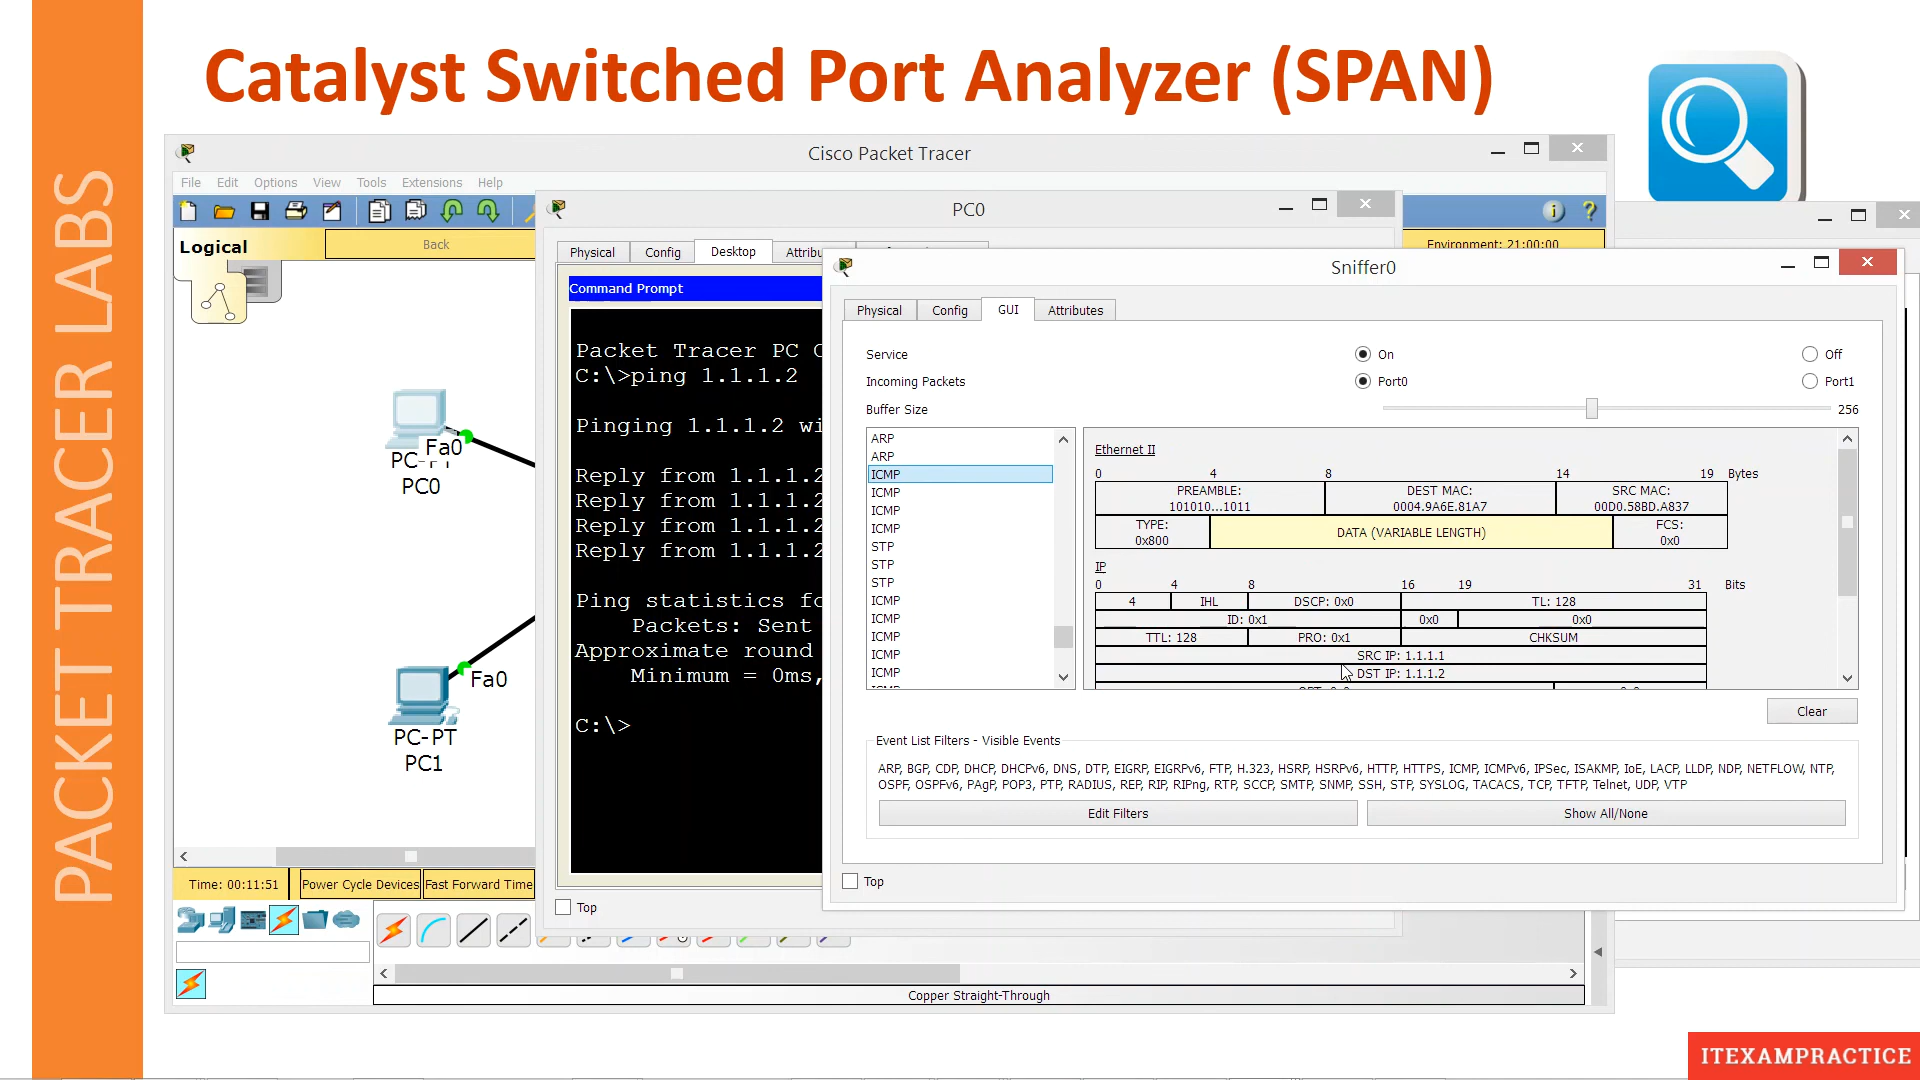 Catalyst Switched Port Analyzer (SPAN)
PACKET TRACER LABS
Cisco Packet Tracer
File Edit Options View Tools Extensions Help
Logical
Back
Environment: 21:00:00
Fa0
PC0
Fa0
PC-PT
PC1
Time: 00:11:51
Power Cycle Devices
Fast Forward Time
Copper Straight-Through
PC0
Physical Config Desktop
Command Prompt
Packet Tracer PC
C:\>ping 1.1.1.2
Pinging 1.1.1.2
Reply from 1.1.1.2
Reply from 1.1.1.2
Reply from 1.1.1.2
Reply from 1.1.1.2
Ping statistics
Packets: Sent
Approximate round
Minimum = 0ms,
C:\>
Top
Sniffer0
Physical Config GUI Attributes
Service On Off
Incoming Packets Port0 Port1
Buffer Size 256
ARP
ARP
ICMP
ICMP
ICMP
ICMP
STP
STP
STP
ICMP
ICMP
ICMP
ICMP
ICMP
Ethernet II
0 4 8 14 19 Bytes
PREAMBLE: DEST MAC: SRC MAC:
101010...1011 0004.9A6E.81A7 00D0.58BD.A837
TYPE: DATA (VARIABLE LENGTH) FCS:
0x800 0x0
IP
0 4 8 16 19 31 Bits
4 IHL DSCP: 0x0 TL: 128
ID: 0x1 0x0 0x0
TTL: 128 PRO: 0x1 CHKSUM
SRC IP: 1.1.1.1
DST IP: 1.1.1.2
Clear
Event List Filters - Visible Events
ARP, BGP, CDP, DHCP, DHCPv6, DNS, DTP, EIGRP, EIGRPv6, FTP, H.323, HSRP, HSRPv6, HTTP, HTTPS, ICMP, ICMPv6, IPSec, ISAKMP, IoE, LACP, LLDP, NDP, NETFLOW, NTP,
OSPF, OSPFv6, PAgP, POP3, PTP, RADIUS, REP, RIP, RIPng, RTP, SCCP, SMTP, SNMP, SSH, STP, SYSLOG, TACACS, TCP, TFTP, Telnet, UDP, VTP
Edit Filters Show All/None
Top
ITEXAMPRACTICE